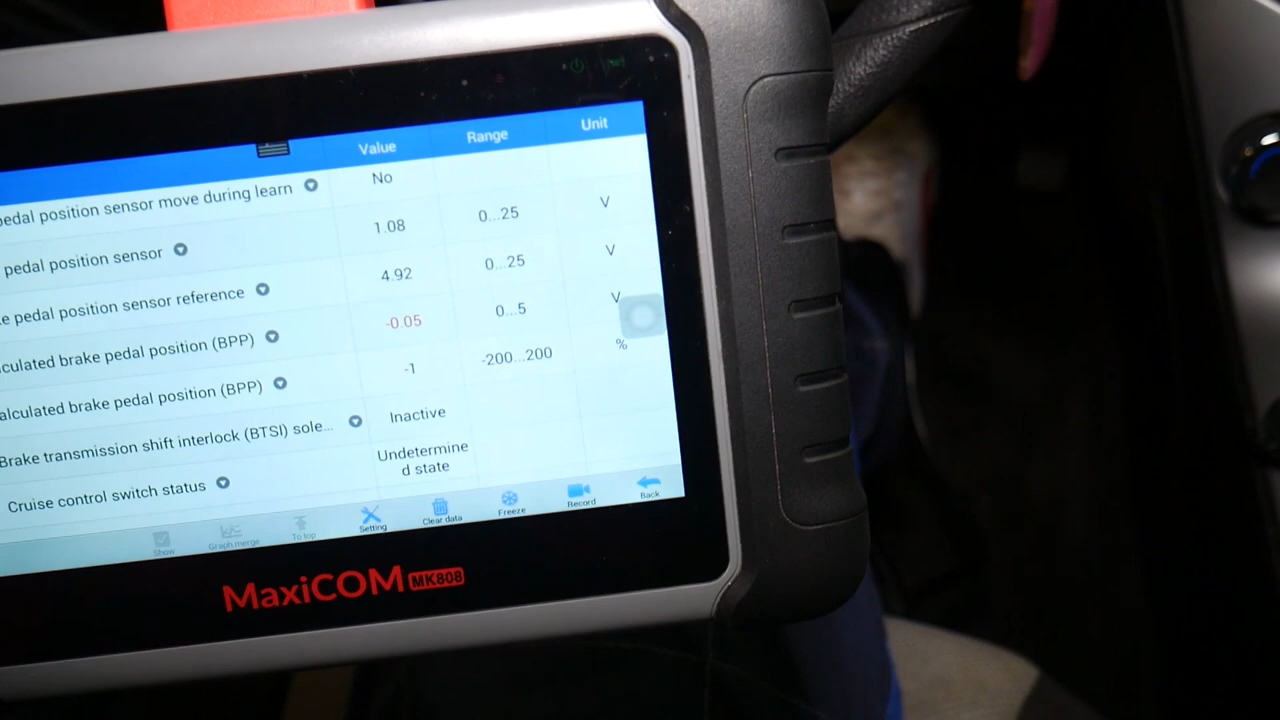 Value Range Unit
pedal position sensor move during learn No
pedal position sensor 1.08 0...25 V
pedal position sensor reference 4.92 0...25 V
culated brake pedal position (BPP) -0.05 0...5 V
alculated brake pedal position (BPP) -1 -200...200 %
Brake transmission shift interlock (BTSI) sole... Inactive
Cruise control switch status Undetermine
d state
Show Graph merge To top Setting Clear data Freeze Record Back
MaxiCOM MK808